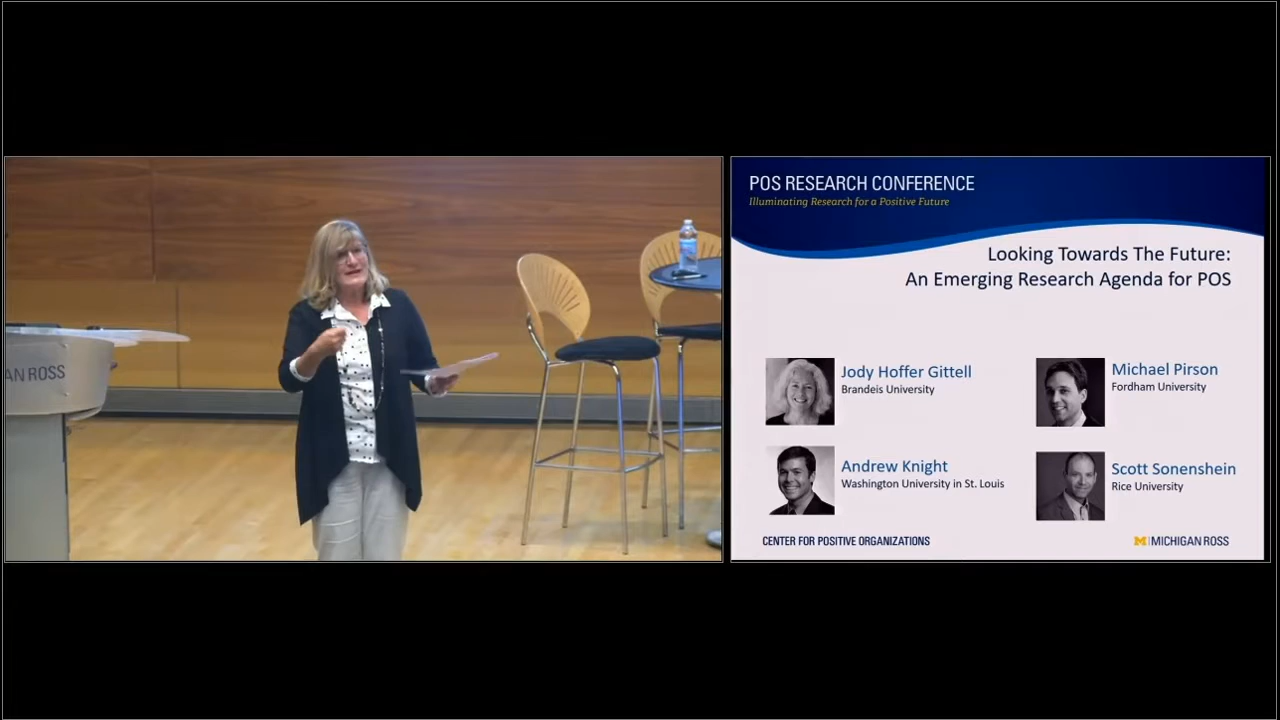 AN ROSS
POS RESEARCH CONFERENCE
Illuminating Research for a Positive Future
Looking Towards The Future:
An Emerging Research Agenda for POS
Jody Hoffer Gittell
Brandeis University
Michael Pirson
Fordham University
Andrew Knight
Washington University in St. Louis
Scott Sonenshein
Rice University
CENTER FOR POSITIVE ORGANIZATIONS
M MICHIGAN ROSS